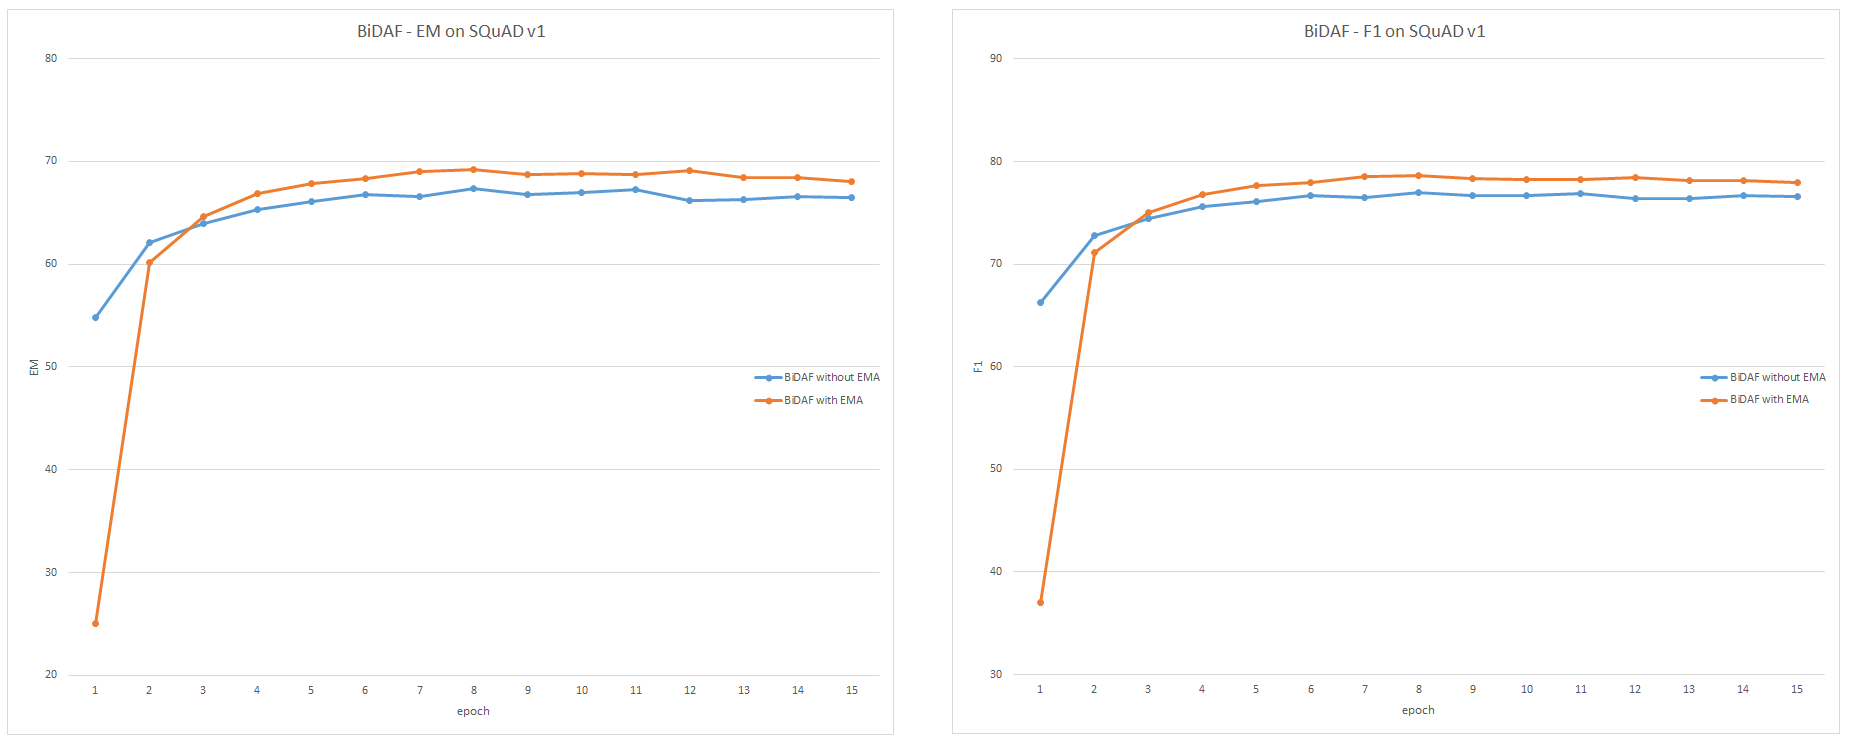 BiDAF - EM on SQuAD v1
80
70
60
50
40
30
20
EM
1 2 3 4 5 6 7 8 9 10 11 12 13 14 15
epoch
BiDAF without EMA
BiDAF with EMA
BiDAF - F1 on SQuAD v1
90
80
70
60
50
40
30
F1
1 2 3 4 5 6 7 8 9 10 11 12 13 14 15
epoch
BiDAF without EMA
BiDAF with EMA